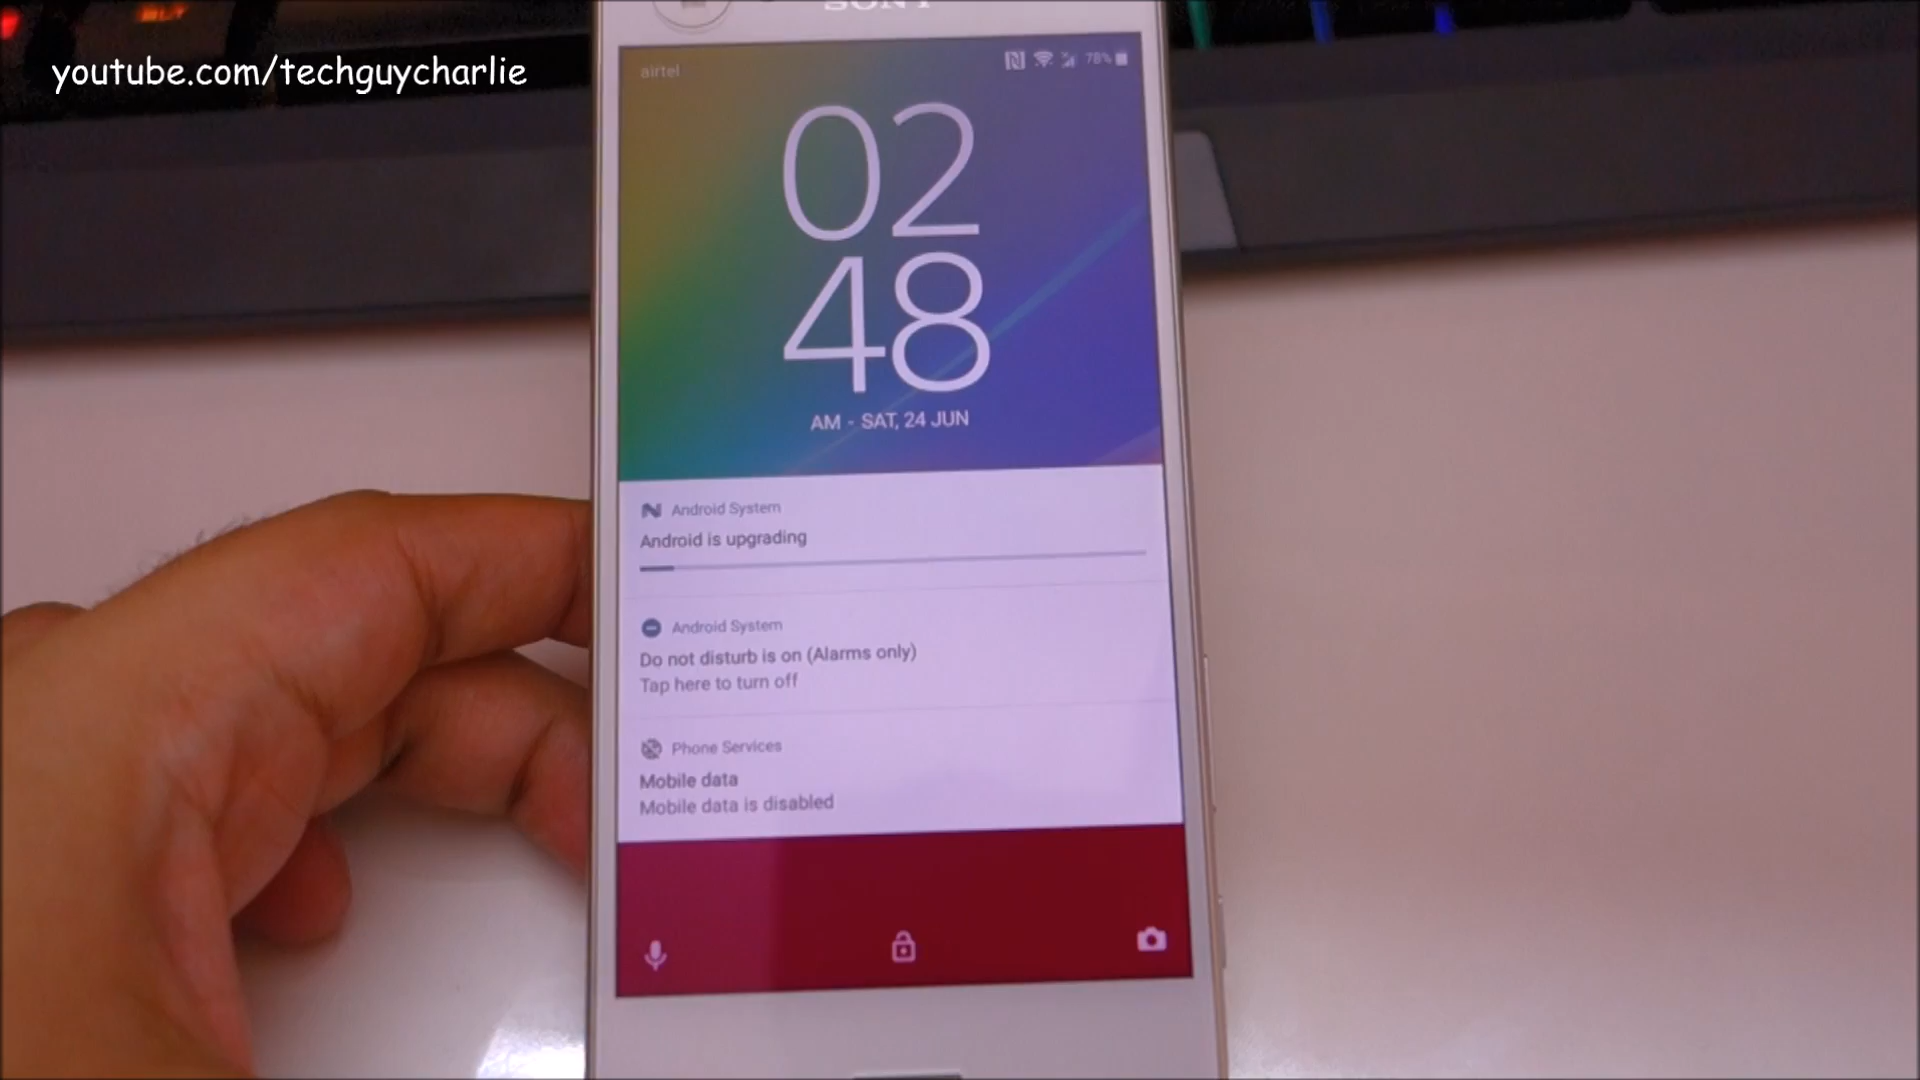 SONY
youtube.com/techguycharlie
airtel
78%
02
48
AM - SAT, 24 JUN
Android System
Android is upgrading
Android System
Do not disturb is on (Alarms only)
Tap here to turn off
Phone Services
Mobile data
Mobile data is disabled